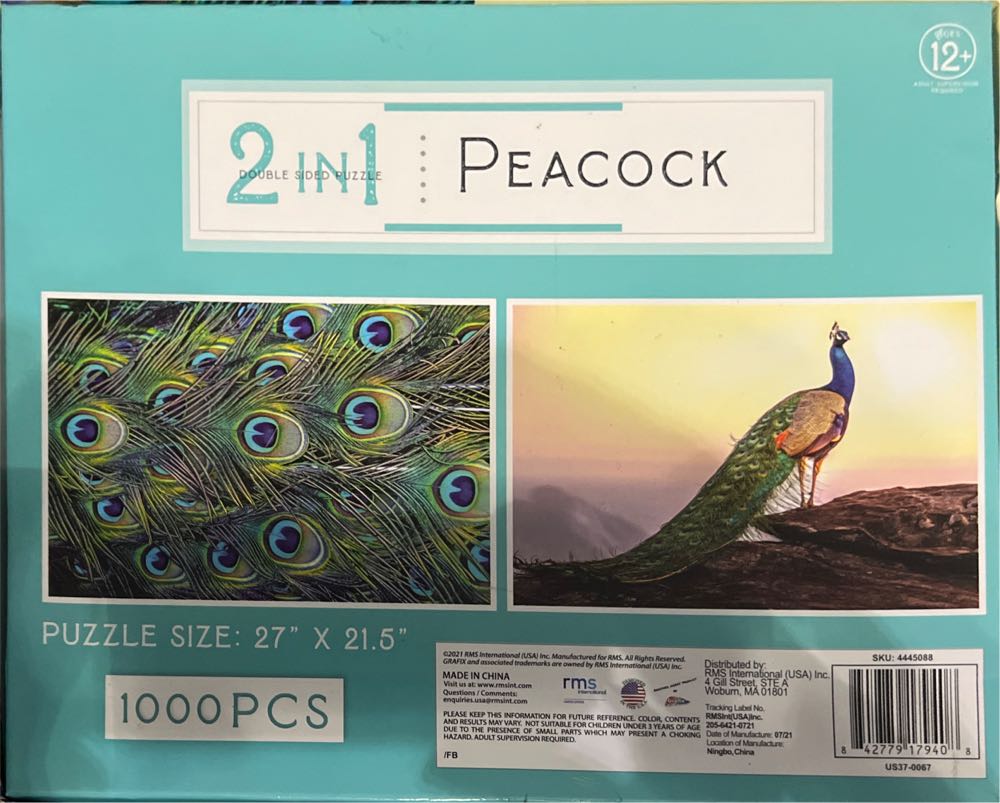 AGES
12+
ADULT SUPERVISION
REQUIRED
2 IN 1
DOUBLE SIDED PUZZLE
PEACOCK
PUZZLE SIZE: 27" X 21.5"
1000PCS
©2021 RMS International (USA) Inc. Manufactured for RMS. All Rights Reserved.
GRAFIX and associated trademarks are owned by RMS International (USA) Inc.
MADE IN CHINA
Visit us at: www.rmsint.com
Questions / Comments:
enquiries.usa@rmsint.com
rms
international
PLEASE KEEP THIS INFORMATION FOR FUTURE REFERENCE. COLOR, CONTENTS
AND RESULTS MAY VARY. NOT SUITABLE FOR CHILDREN UNDER 3 YEARS OF AGE
DUE TO THE PRESENCE OF SMALL PARTS WHICH MAY PRESENT A CHOKING
HAZARD. ADULT SUPERVISION REQUIRED.
/FB
Distributed by:
RMS International (USA) Inc.
4 Gill Street, STE A
Woburn, MA 01801
Tracking Label No.
RMSInt(USA)Inc.
205-6421-0721
Date of Manufacture: 07/21
Location of Manufacture:
Ningbo,China
SKU: 4445088
8 42779 17940 8
US37-0067